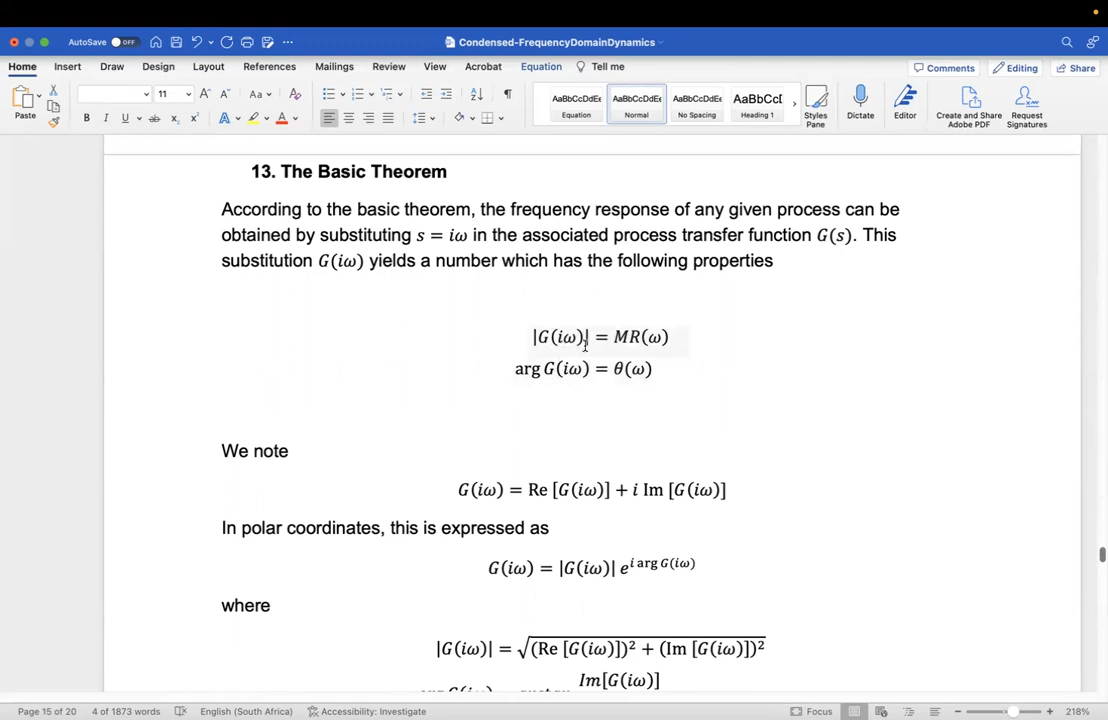 AutoSave OFF Condensed-FrequencyDomainDynamics
Home Insert Draw Design Layout References Mailings Review View Acrobat Equation Tell me Comments Editing Share
Paste 11 A^ A˅ Aa A AaBbCcDdEe AaBbCcDdEe AaBbCcDdE AaBbCcD
B I U ab x₂ x² A A Equation Normal No Spacing Heading 1 Styles Pane Dictate Editor Create and Share Adobe PDF Request Signatures
13. The Basic Theorem
According to the basic theorem, the frequency response of any given process can be
obtained by substituting s = iω in the associated process transfer function G(s). This
substitution G(iω) yields a number which has the following properties
|G(iω)| = MR(ω)
arg G(iω) = θ(ω)
We note
G(iω) = Re [G(iω)] + i Im [G(iω)]
In polar coordinates, this is expressed as
G(iω) = |G(iω)| e^{i arg G(iω)}
where
|G(iω)| = √((Re [G(iω)])² + (Im [G(iω)])²)
Im[G(iω)]
Page 15 of 20 4 of 1873 words English (South Africa) Accessibility: Investigate Focus 218%